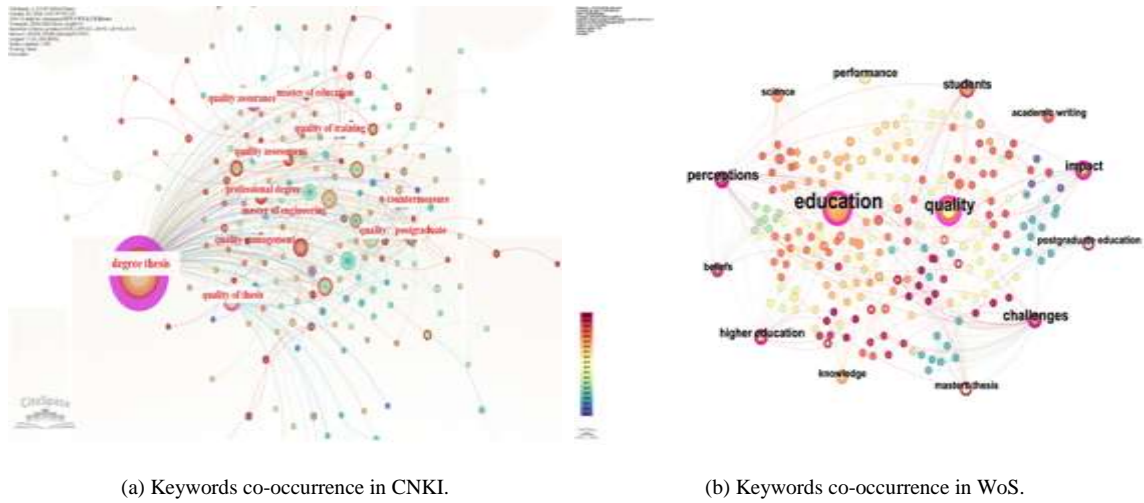 quality assurance
master of education
quality of training
quality assessment
professional degree
countermeasure
master of engineering
quality
postgraduate
quality management
degree thesis
quality of thesis
CiteSpace
performance
science
students
academic writing
perceptions
impact
education
quality
postgraduate education
beliefs
challenges
higher education
knowledge
masters thesis
(a) Keywords co-occurrence in CNKI.
(b) Keywords co-occurrence in WoS.